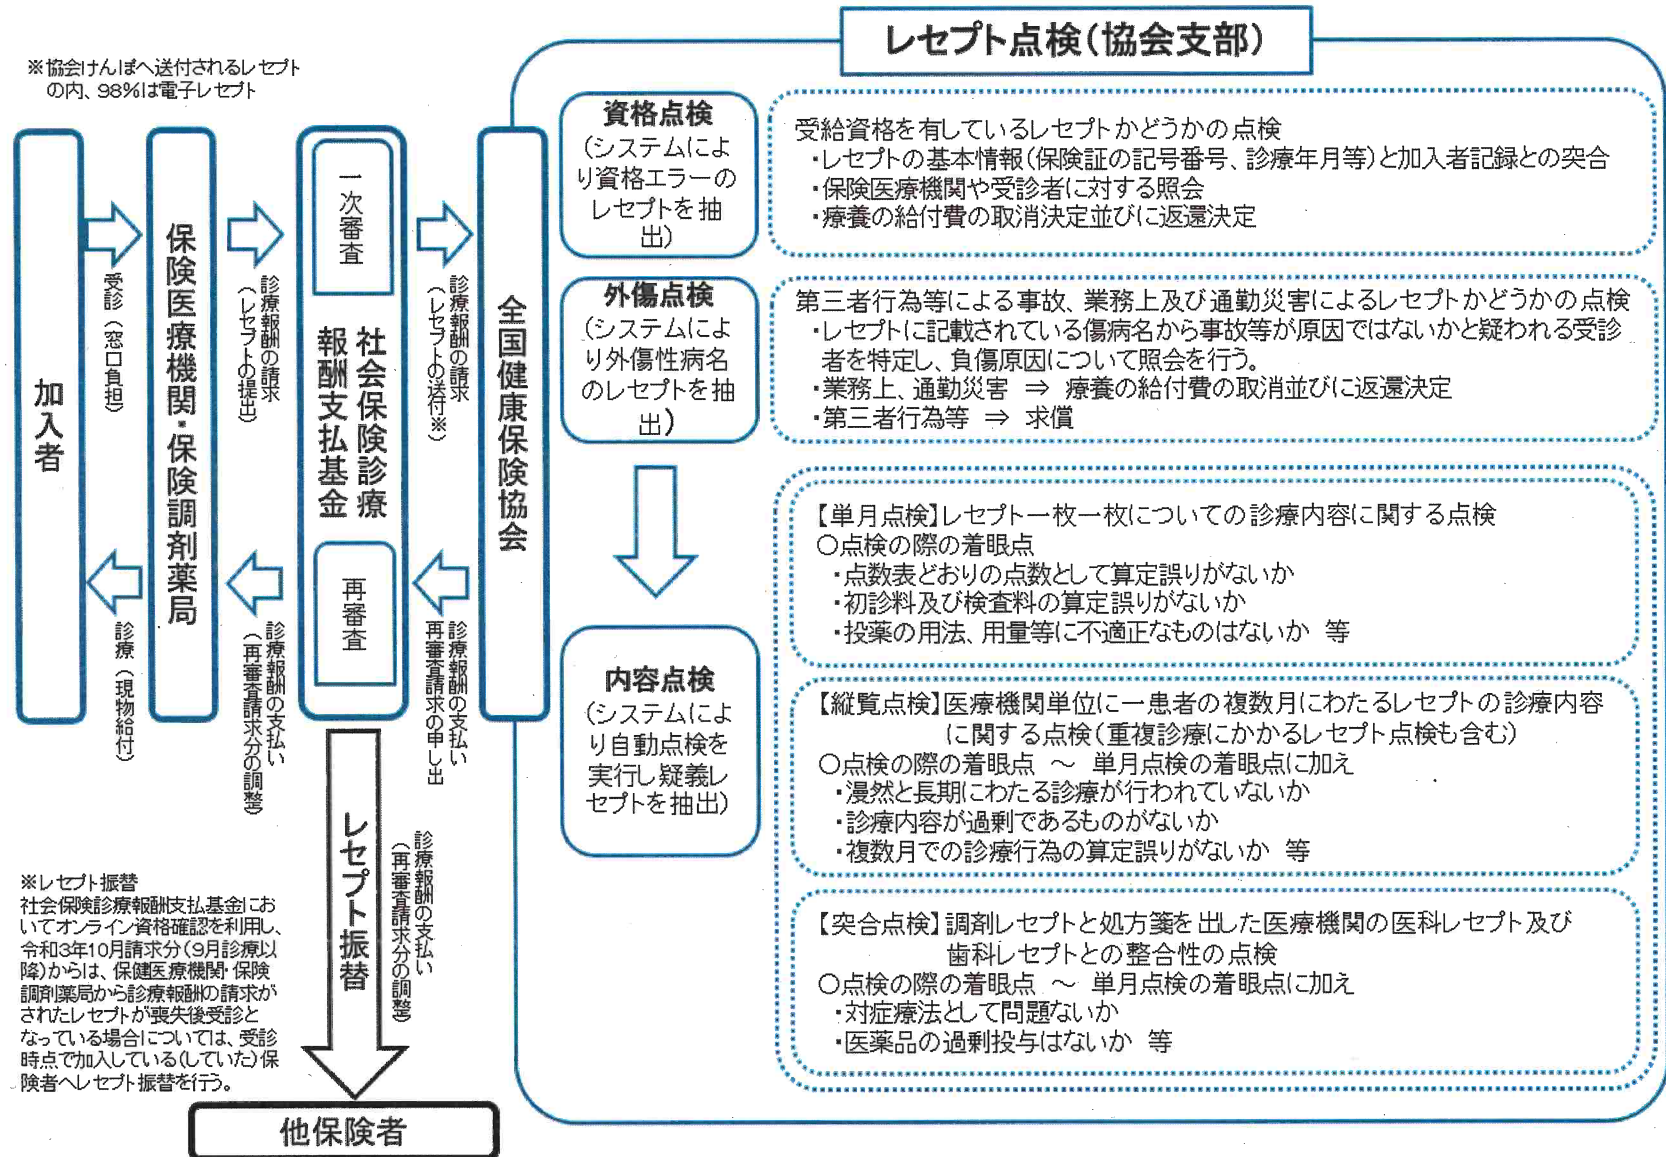 レセプト点検(協会支部)
※協会けんぽへ送付されるレセプト
の内、98%は電子レセプト
加入者
受診(窓口負担)
診療(現物給付)
保険医療機関・保険調剤薬局
診療報酬の請求
(レセプトの提出)
診療報酬の支払い
(再審査請求分の調整)
一次審査
社会保険診療
報酬支払基金
再審査
診療報酬の請求
(レセプトの送付※)
診療報酬の支払い
再審査請求の申し出
全国健康保険協会
レセプト振替
診療報酬の支払い
(再審査請求分の調整)
※レセプト振替
社会保険診療報酬支払基金にお
いてオンライン資格確認を利用し、
令和3年10月請求分(9月診療以
降)からは、保健医療機関・保険
調剤薬局から診療報酬の請求が
されたレセプトが喪失後受診と
なっている場合については、受診
時点で加入している(していた)保
険者へレセプト振替を行う。
他保険者
資格点検
(システムによ
り資格エラーの
レセプトを抽
出)
受給資格を有しているレセプトかどうかの点検
・レセプトの基本情報(保険証の記号番号、診療年月等)と加入者記録との突合
・保険医療機関や受診者に対する照会
・療養の給付費の取消決定並びに返還決定
外傷点検
(システムによ
り外傷性病名
のレセプトを抽
出)
第三者行為等による事故、業務上及び通勤災害によるレセプトかどうかの点検
・レセプトに記載されている傷病名から事故等が原因ではないかと疑われる受診
者を特定し、負傷原因について照会を行う。
・業務上、通勤災害 ⇒ 療養の給付費の取消並びに返還決定
・第三者行為等 ⇒ 求償
内容点検
(システムによ
り自動点検を
実行し疑義レ
セプトを抽出)
【単月点検】レセプト一枚一枚についての診療内容に関する点検
○点検の際の着眼点
・点数表どおりの点数として算定誤りがないか
・初診料及び検査料の算定誤りがないか
・投薬の用法、用量等に不適正なものはないか 等
【縦覧点検】医療機関単位に一患者の複数月にわたるレセプトの診療内容
に関する点検(重複診療にかかるレセプト点検も含む)
○点検の際の着眼点 ~ 単月点検の着眼点に加え
・漫然と長期にわたる診療が行われていないか
・診療内容が過剰であるものがないか
・複数月での診療行為の算定誤りがないか 等
【突合点検】調剤レセプトと処方箋を出した医療機関の医科レセプト及び
歯科レセプトとの整合性の点検
○点検の際の着眼点 ~ 単月点検の着眼点に加え
・対症療法として問題ないか
・医薬品の過剰投与はないか 等